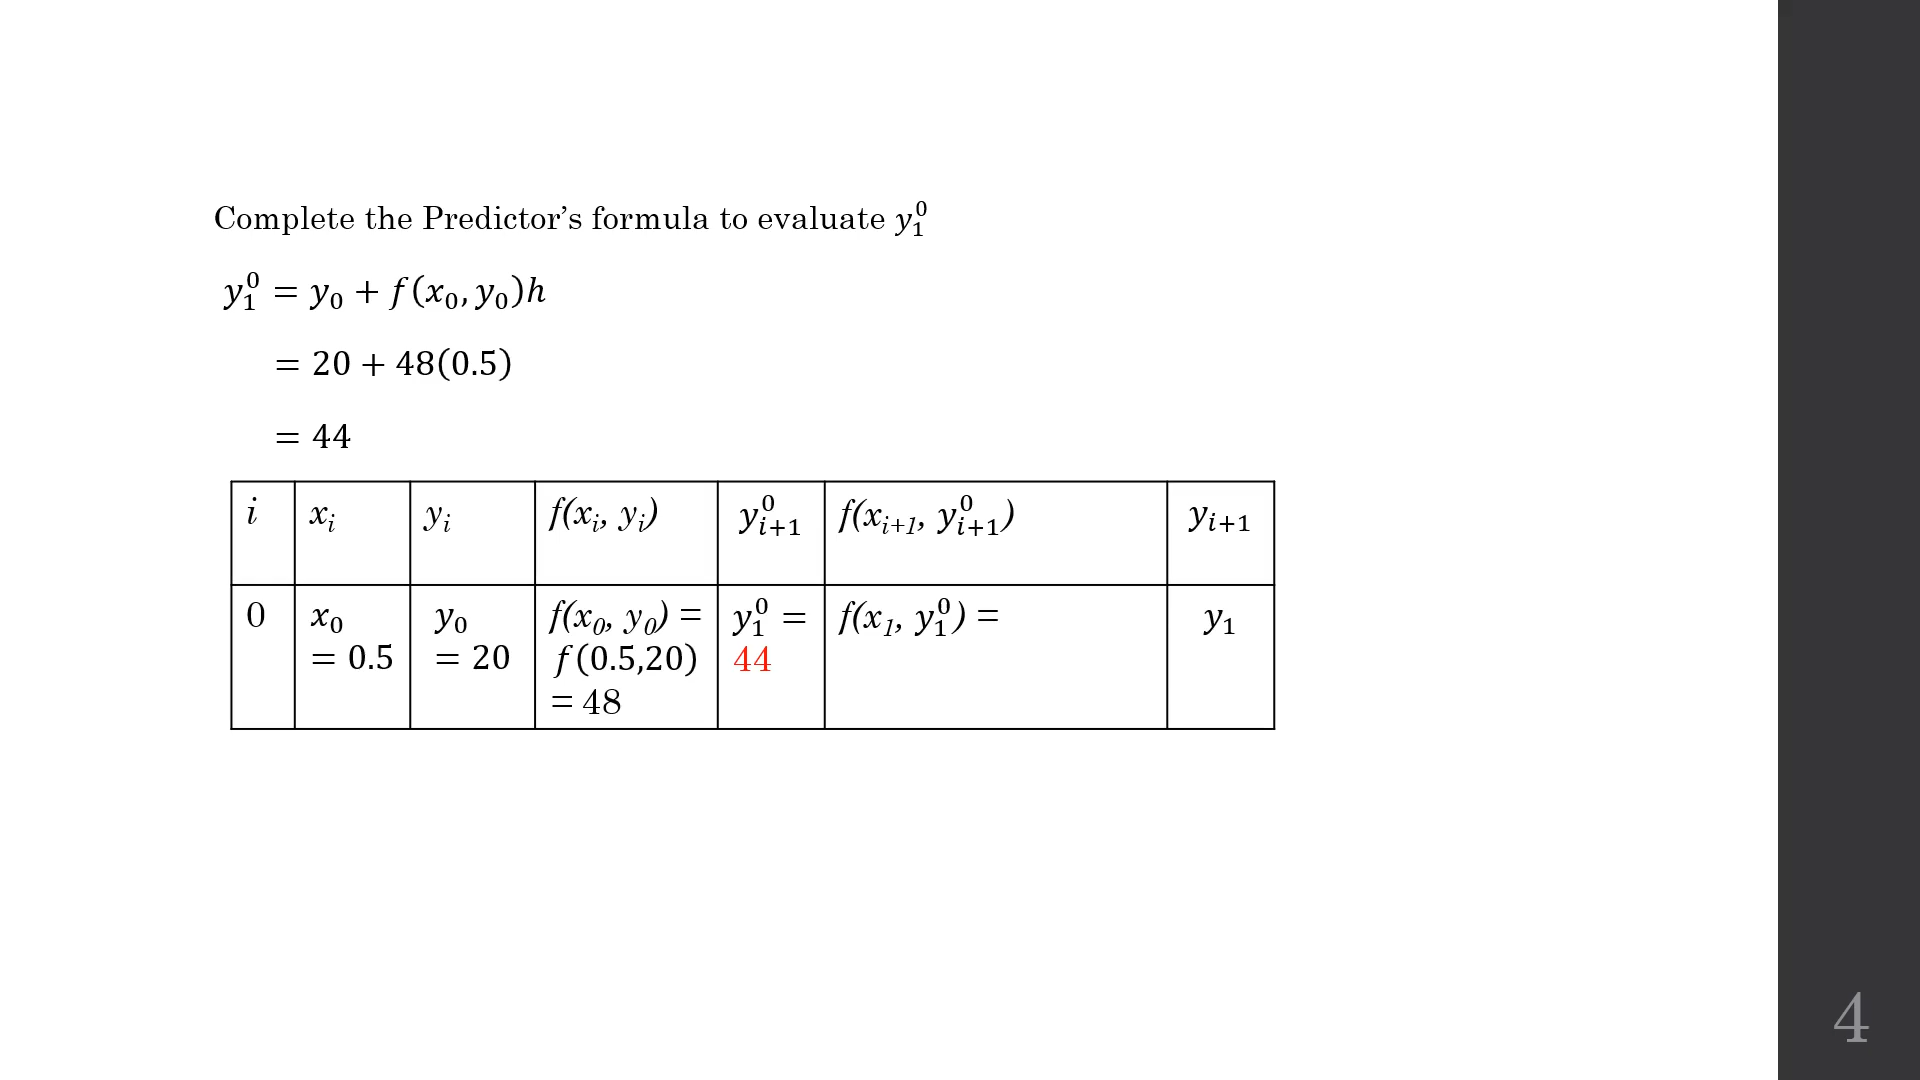 Complete the Predictor’s formula to evaluate y₁⁰
y₁⁰ = y₀ + f(x₀, y₀)h
= 20 + 48(0.5)
= 44
i xᵢ yᵢ f(xᵢ, yᵢ) yᵢ₊₁⁰ f(xᵢ₊₁, yᵢ₊₁⁰) yᵢ₊₁
0 x₀ y₀ f(x₀, y₀) = y₁⁰ = f(x₁, y₁⁰) = y₁
= 0.5 = 20 f(0.5,20) 44
= 48
4